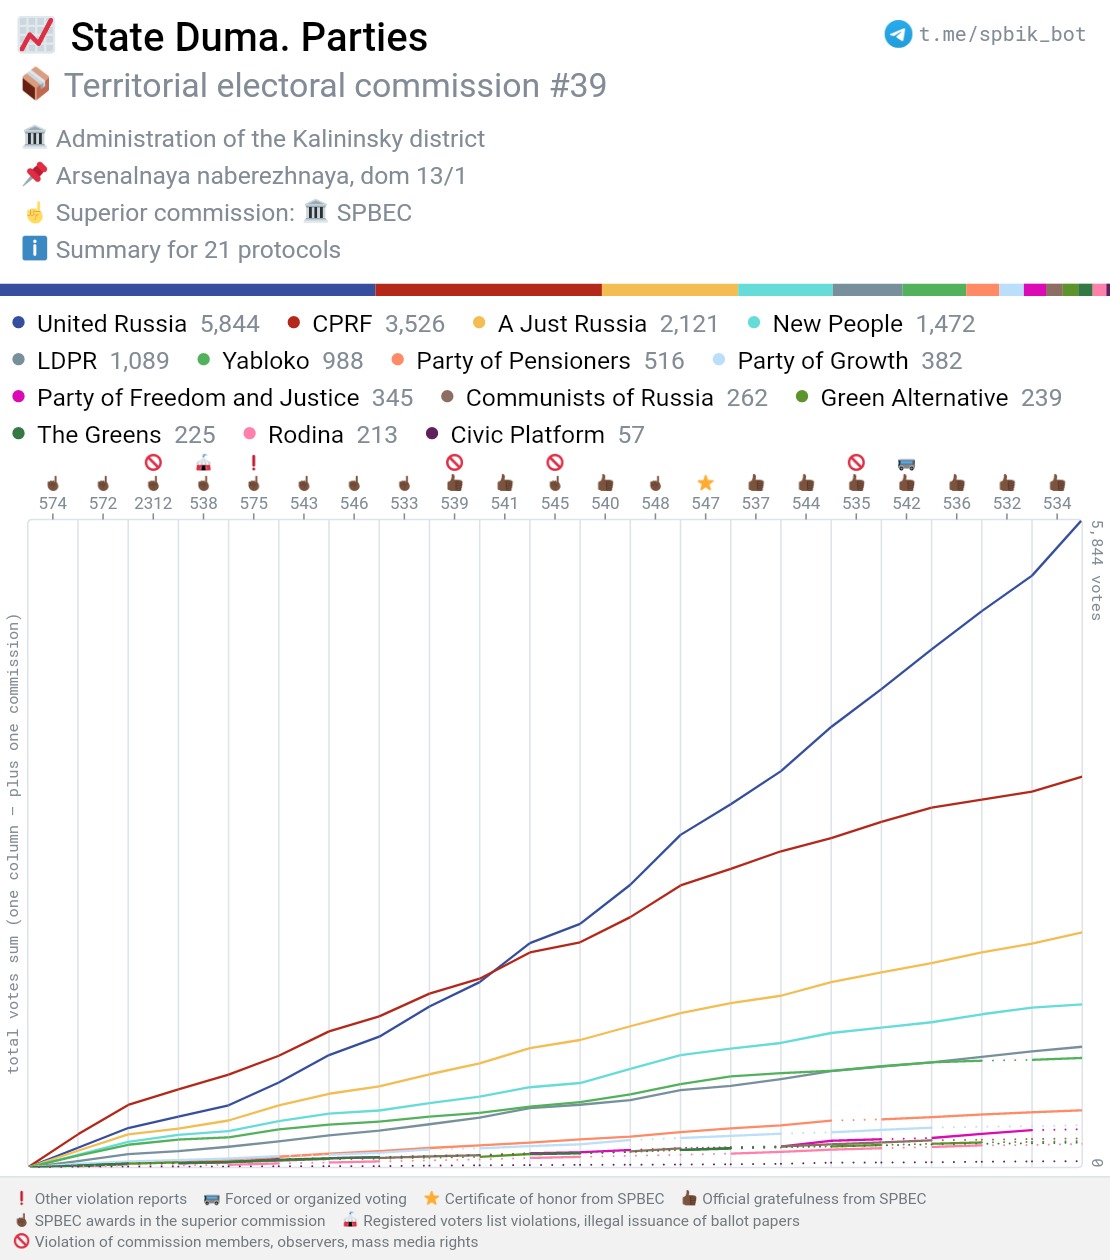 State Duma. Parties
t.me/spbik_bot
Territorial electoral commission #39
Administration of the Kalininsky district
Arsenalnaya naberezhnaya, dom 13/1
Superior commission: SPBEC
Summary for 21 protocols
United Russia 5,844 CPRF 3,526 A Just Russia 2,121 New People 1,472
LDPR 1,089 Yabloko 988 Party of Pensioners 516 Party of Growth 382
Party of Freedom and Justice 345 Communists of Russia 262 Green Alternative 239
The Greens 225 Rodina 213 Civic Platform 57
574 572 2312 538 575 543 546 533 539 541 545 540 548 547 537 544 535 542 536 532 534
total votes sum (one column – plus one commission)
5,844 votes
0
Other violation reports Forced or organized voting Certificate of honor from SPBEC Official gratefulness from SPBEC
SPBEC awards in the superior commission Registered voters list violations, illegal issuance of ballot papers
Violation of commission members, observers, mass media rights